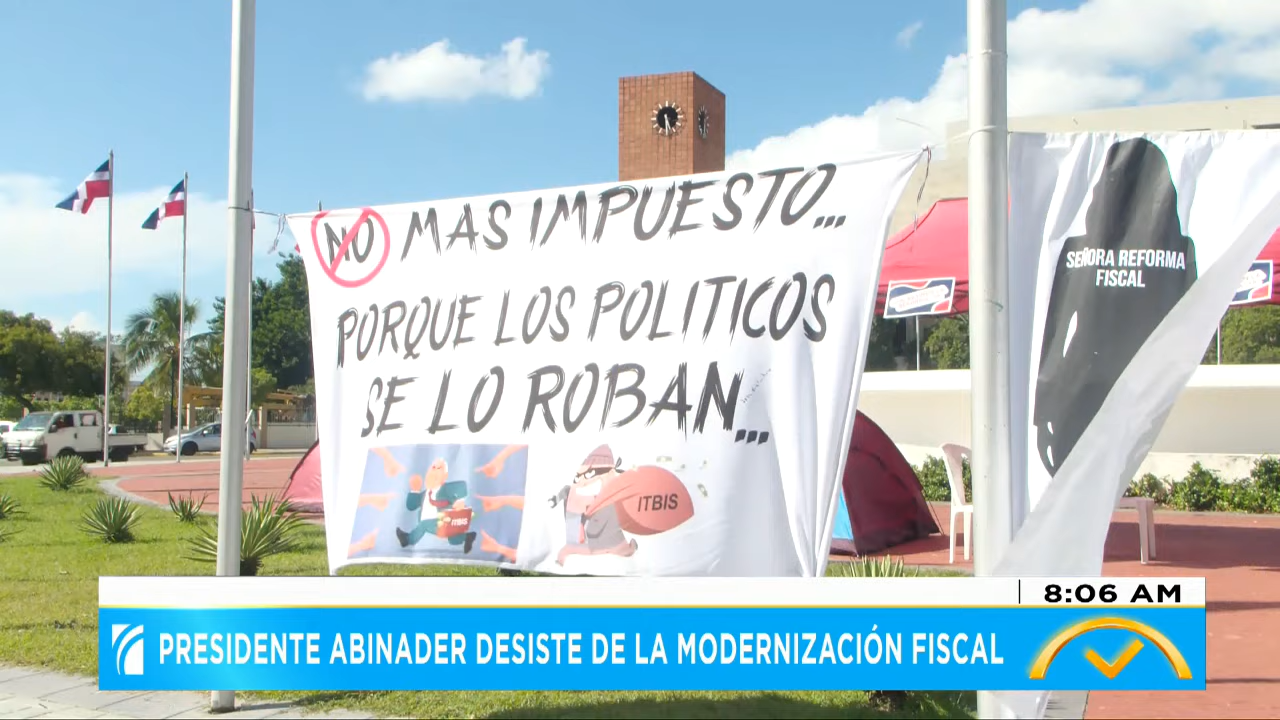 NO MAS IMPUESTO...
PORQUE LOS POLITICOS
SE LO ROBAN...
ITBIS
ITBIS
SEÑORA REFORMA
FISCAL
8:06 AM
PRESIDENTE ABINADER DESISTE DE LA MODERNIZACIÓN FISCAL